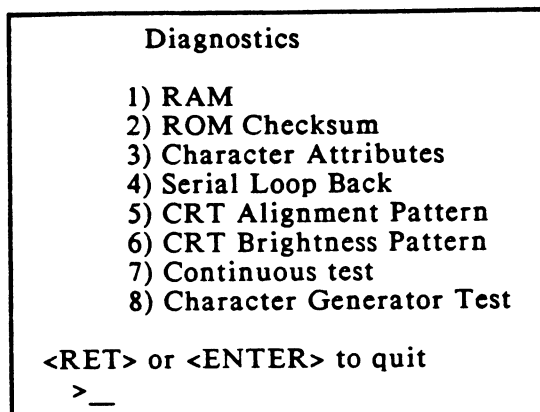 Diagnostics
1) RAM
2) ROM Checksum
3) Character Attributes
4) Serial Loop Back
5) CRT Alignment Pattern
6) CRT Brightness Pattern
7) Continuous test
8) Character Generator Test
<RET> or <ENTER> to quit
>_